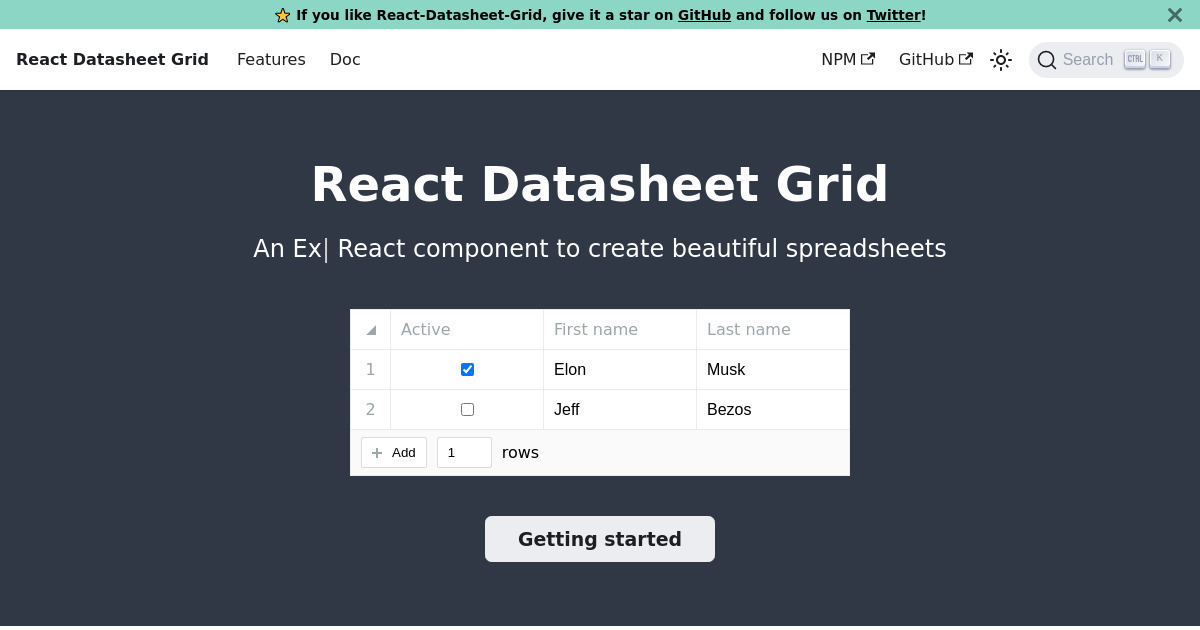 ⭐ If you like React-Datasheet-Grid, give it a star on GitHub and follow us on Twitter!
React Datasheet Grid Features Doc NPM GitHub Search CTRL K
React Datasheet Grid
An Ex| React component to create beautiful spreadsheets
Active First name Last name
1 Elon Musk
2 Jeff Bezos
Add 1 rows
Getting started